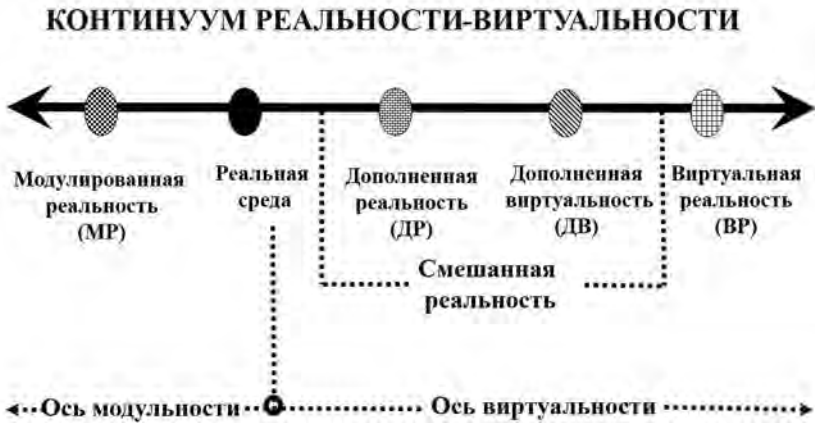 КОНТИНУУМ РЕАЛЬНОСТИ-ВИРТУАЛЬНОСТИ
Модулированная
реальность
(МР)
Реальная
среда
Дополненная
реальность
(ДР)
Дополненная
виртуальность
(ДВ)
Виртуальная
реальность
(ВР)
Смешанная
реальность
Ось модульности
Ось виртуальности